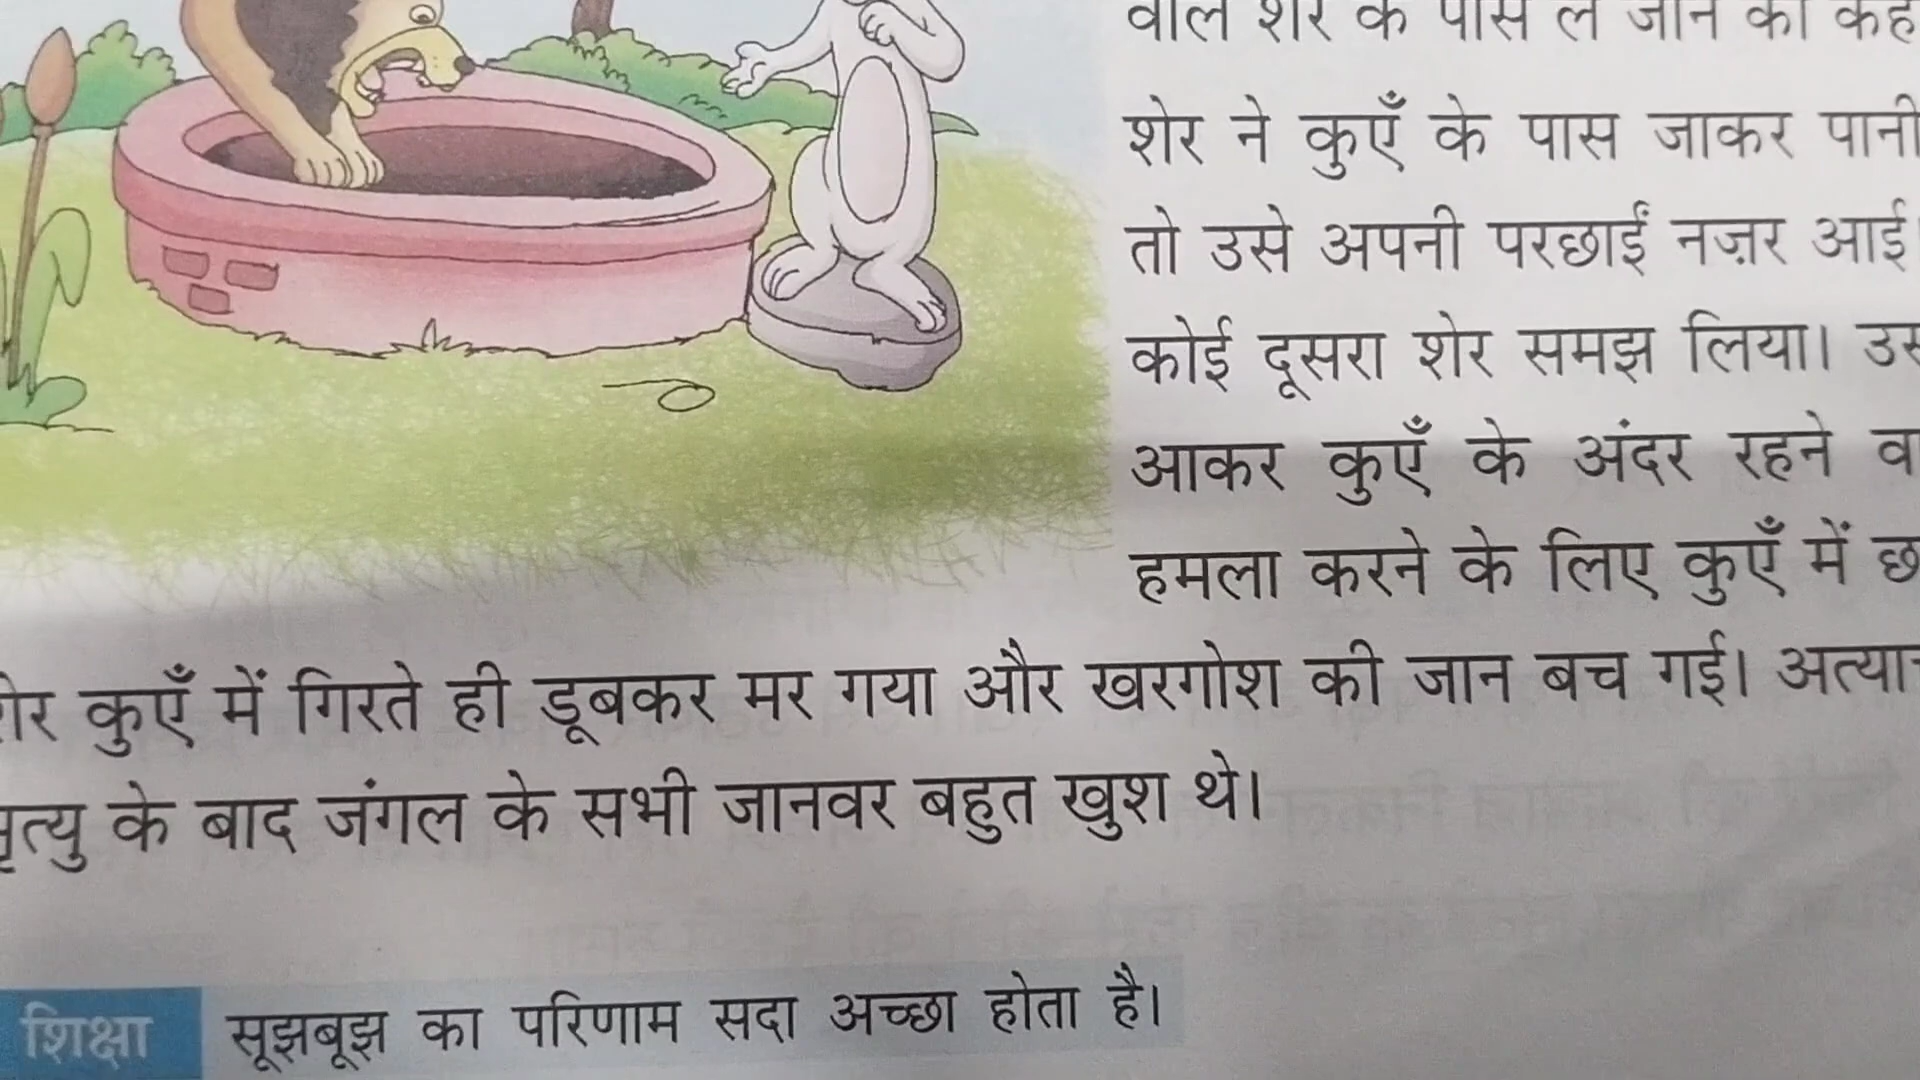 वाले शेर के पास ले जाने को
शेर ने कुएँ के पास जाकर पानी
तो उसे अपनी परछाईं नज़र आई।
कोई दूसरा शेर समझ लिया।
आकर कुएँ के अंदर रहने
हमला करने के लिए कुएँ में
कुएँ में गिरते ही डूबकर मर गया और खरगोश की जान बच गई।
के बाद जंगल के सभी जानवर बहुत खुश थे।
शिक्षा सूझबूझ का परिणाम सदा अच्छा होता है।